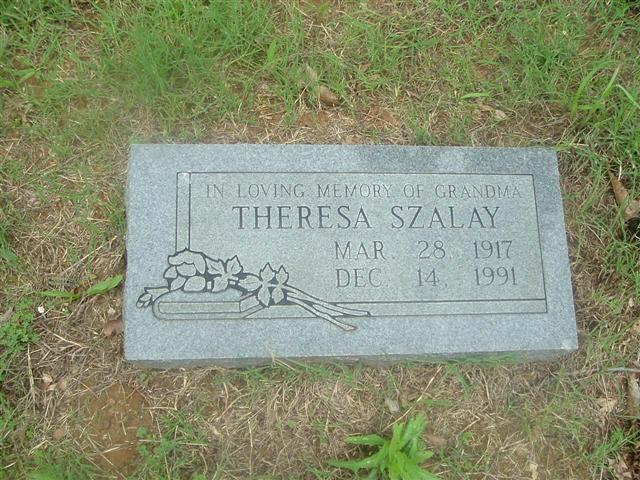 IN LOVING MEMORY OF GRANDMA
THERESA SZALAY
MAR. 28, 1917
DEC. 14, 1991